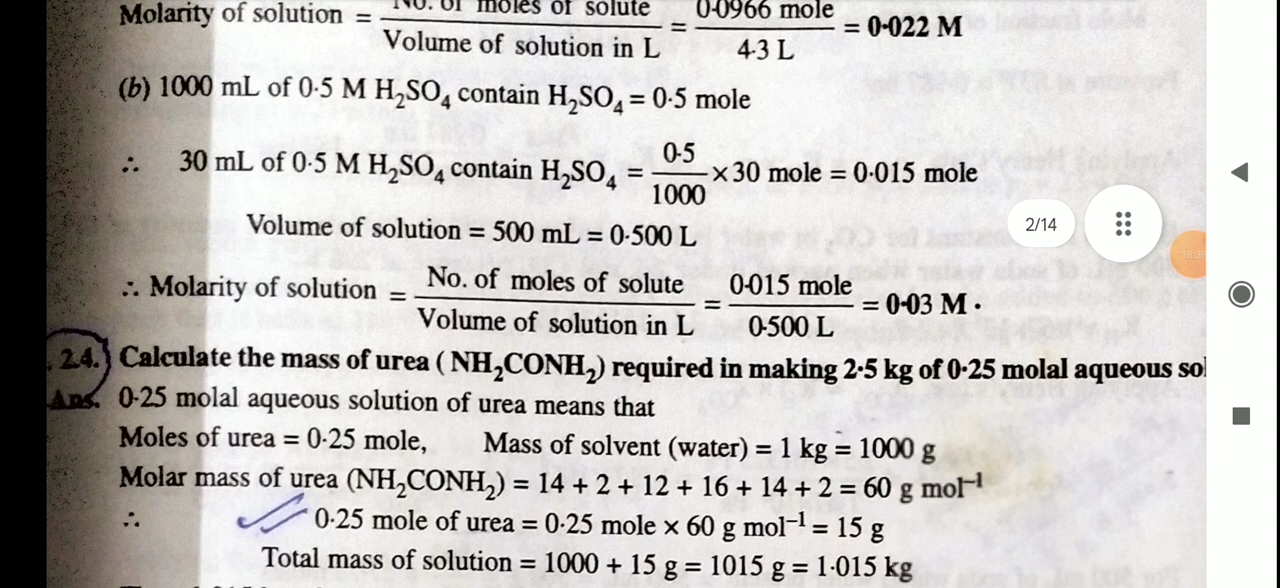 Molarity of solution = No. of moles of solute / Volume of solution in L = 0·0966 mole / 4·3 L = 0·022 M
(b) 1000 mL of 0·5 M H₂SO₄ contain H₂SO₄ = 0·5 mole
∴ 30 mL of 0·5 M H₂SO₄ contain H₂SO₄ = 0·5 / 1000 × 30 mole = 0·015 mole
2/14
Volume of solution = 500 mL = 0·500 L
18:38
∴ Molarity of solution = No. of moles of solute / Volume of solution in L = 0·015 mole / 0·500 L = 0·03 M ·
2.4. Calculate the mass of urea ( NH₂CONH₂) required in making 2·5 kg of 0·25 molal aqueous
Ans. 0·25 molal aqueous solution of urea means that
Moles of urea = 0·25 mole, Mass of solvent (water) = 1 kg = 1000 g
Molar mass of urea (NH₂CONH₂) = 14 + 2 + 12 + 16 + 14 + 2 = 60 g mol⁻¹
∴ 0·25 mole of urea = 0·25 mole × 60 g mol⁻¹ = 15 g
Total mass of solution = 1000 + 15 g = 1015 g = 1·015 kg